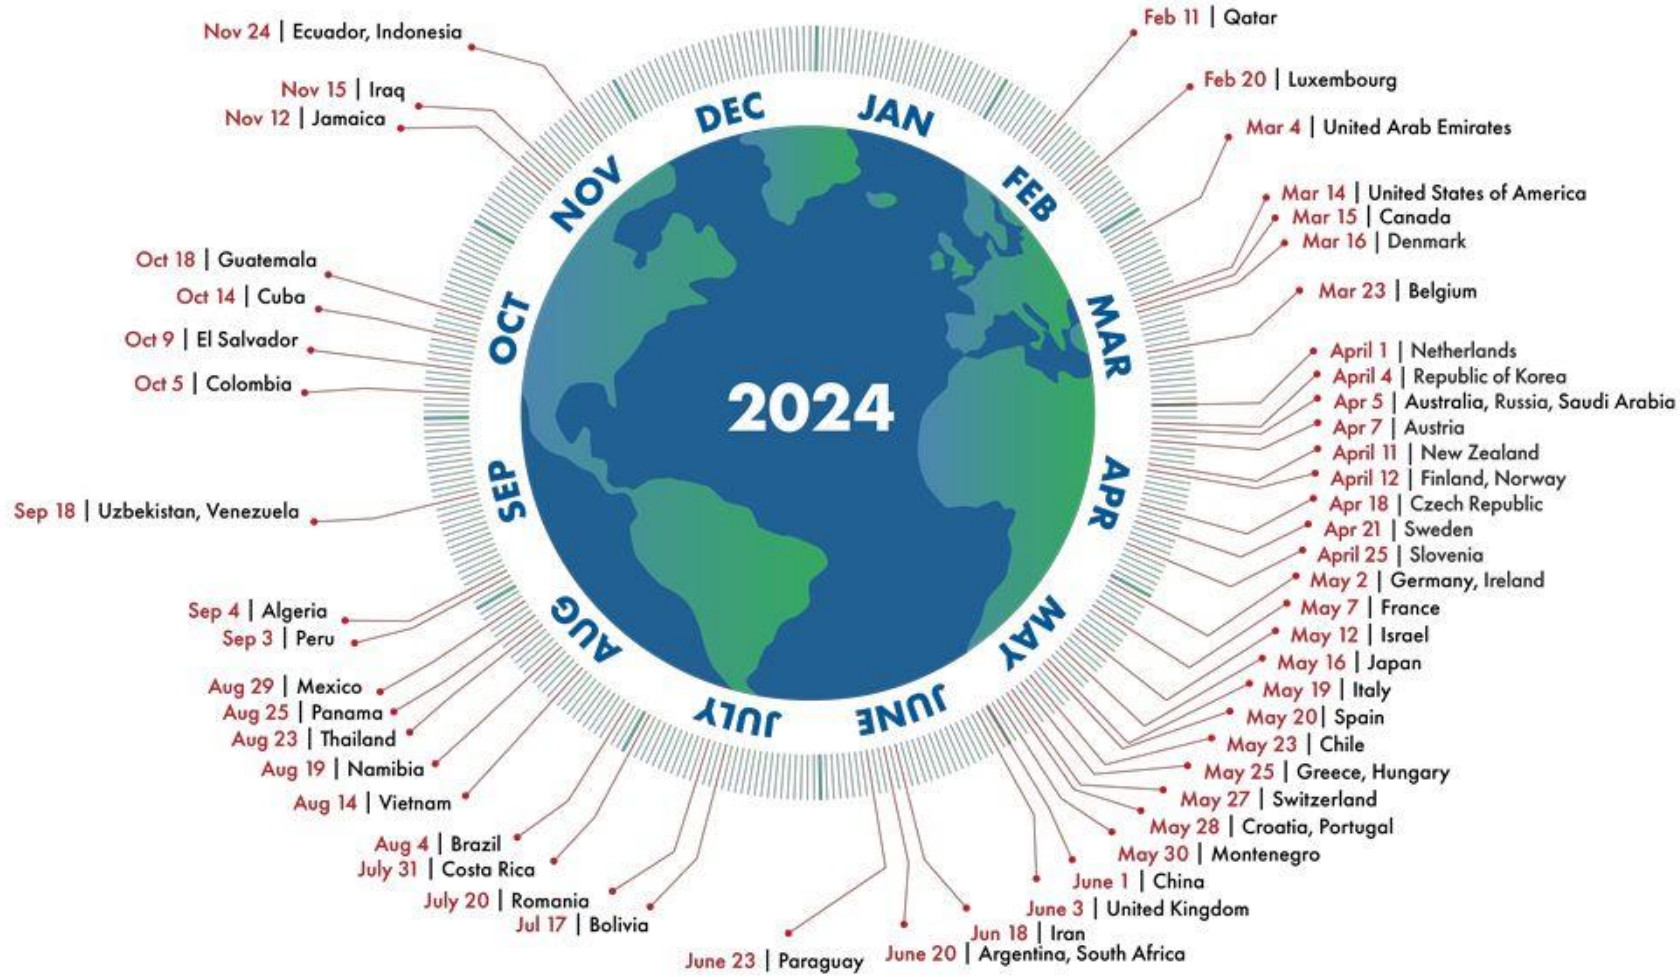 Feb 11 | Qatar
Feb 20 | Luxembourg
Mar 4 | United Arab Emirates
Mar 14 | United States of America
Mar 15 | Canada
Mar 16 | Denmark
Mar 23 | Belgium
April 1 | Netherlands
April 4 | Republic of Korea
Apr 5 | Australia, Russia, Saudi Arabia
Apr 7 | Austria
April 11 | New Zealand
April 12 | Finland, Norway
Apr 18 | Czech Republic
Apr 21 | Sweden
April 25 | Slovenia
May 2 | Germany, Ireland
May 7 | France
May 12 | Israel
May 16 | Japan
May 19 | Italy
May 20| Spain
May 23 | Chile
May 25 | Greece, Hungary
May 27 | Switzerland
May 28 | Croatia, Portugal
May 30 | Montenegro
June 1 | China
June 3 | United Kingdom
Jun 18 | Iran
June 20 | Argentina, South Africa
June 23 | Paraguay
Jul 17 | Bolivia
July 20 | Romania
July 31 | Costa Rica
Aug 4 | Brazil
Aug 14 | Vietnam
Aug 19 | Namibia
Aug 23 | Thailand
Aug 25 | Panama
Aug 29 | Mexico
Sep 3 | Peru
Sep 4 | Algeria
Sep 18 | Uzbekistan, Venezuela
Oct 5 | Colombia
Oct 9 | El Salvador
Oct 14 | Cuba
Oct 18 | Guatemala
Nov 12 | Jamaica
Nov 15 | Iraq
Nov 24 | Ecuador, Indonesia
JAN
FEB
MAR
APR
MAY
JUNE
JULY
AUG
SEP
OCT
NOV
DEC
2024